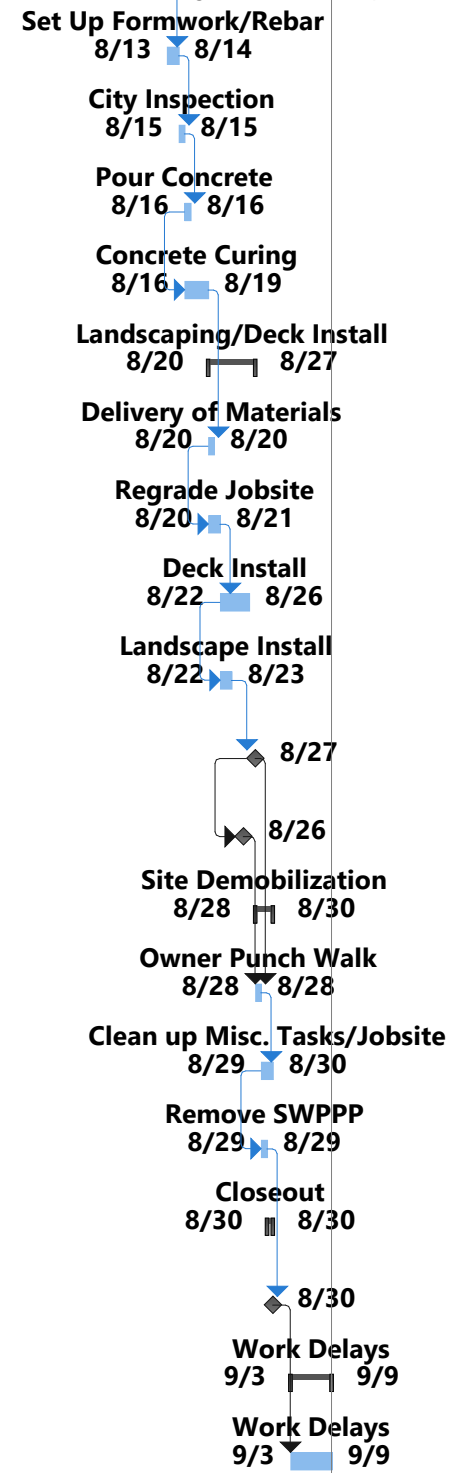 Set Up Formwork/Rebar
8/13 8/14
City Inspection
8/15 8/15
Pour Concrete
8/16 8/16
Concrete Curing
8/16 8/19
Landscaping/Deck Install
8/20 8/27
Delivery of Materials
8/20 8/20
Regrade Jobsite
8/20 8/21
Deck Install
8/22 8/26
Landscape Install
8/22 8/23
8/27
8/26
Site Demobilization
8/28 8/30
Owner Punch Walk
8/28 8/28
Clean up Misc. Tasks/Jobsite
8/29 8/30
Remove SWPPP
8/29 8/29
Closeout
8/30 8/30
8/30
Work Delays
9/3 9/9
Work Delays
9/3 9/9